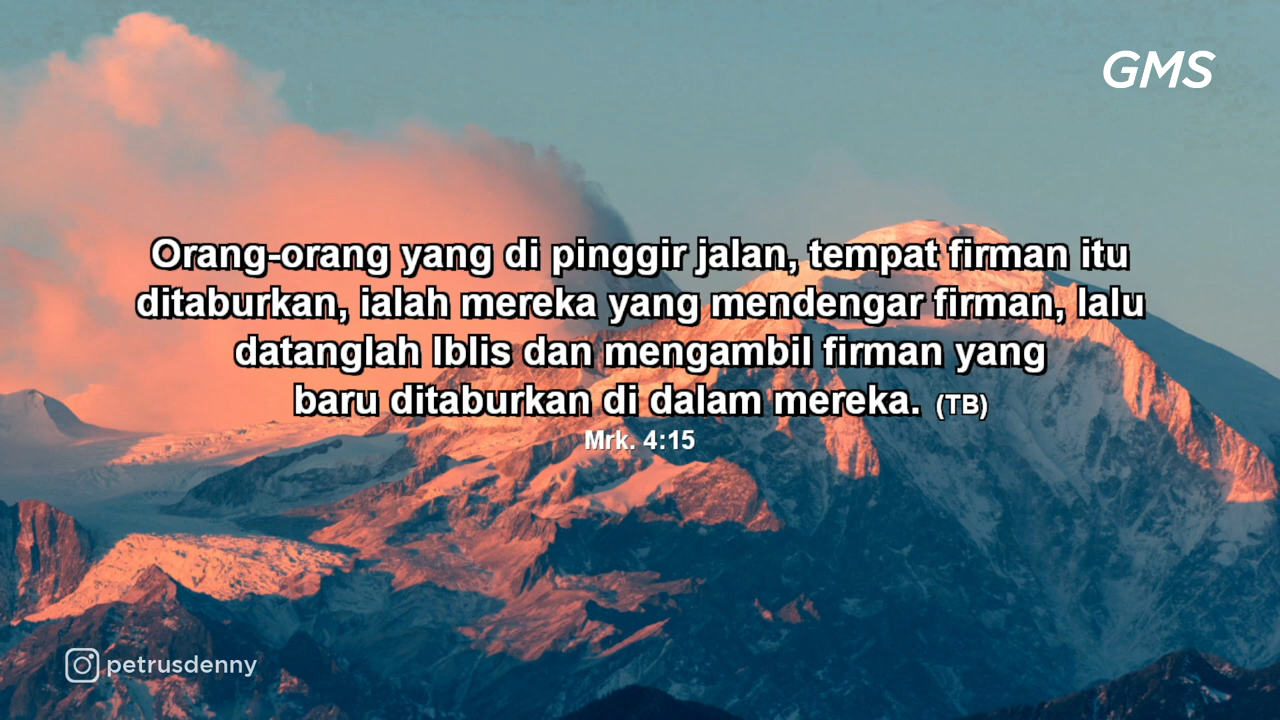 GMS
Orang-orang yang di pinggir jalan, tempat firman itu
ditaburkan, ialah mereka yang mendengar firman, lalu
datanglah Iblis dan mengambil firman yang
baru ditaburkan di dalam mereka. (TB)
Mrk. 4:15
petrusdenny